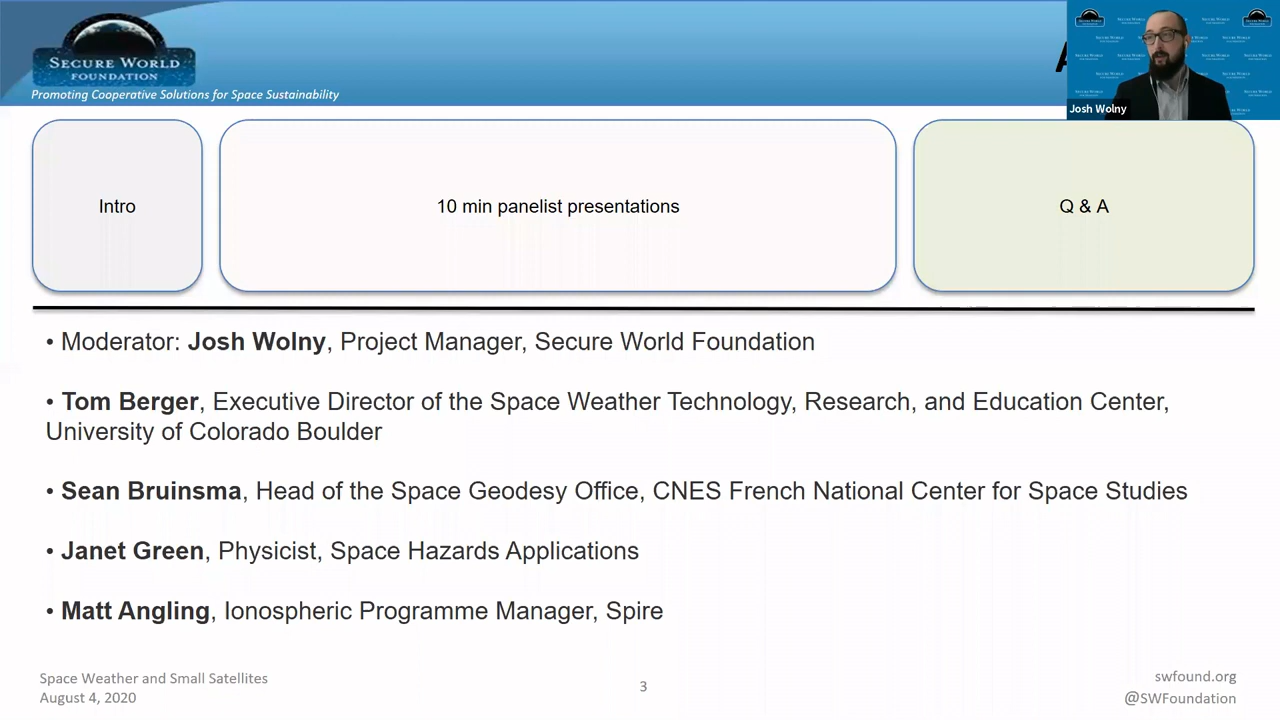 SECURE WORLD
FOUNDATION
Promoting Cooperative Solutions for Space Sustainability
Josh Wolny
Intro
10 min panelist presentations
Q & A
• Moderator: Josh Wolny, Project Manager, Secure World Foundation
• Tom Berger, Executive Director of the Space Weather Technology, Research, and Education Center,
University of Colorado Boulder
• Sean Bruinsma, Head of the Space Geodesy Office, CNES French National Center for Space Studies
• Janet Green, Physicist, Space Hazards Applications
• Matt Angling, Ionospheric Programme Manager, Spire
Space Weather and Small Satellites
August 4, 2020
3
swfound.org
@SWFoundation